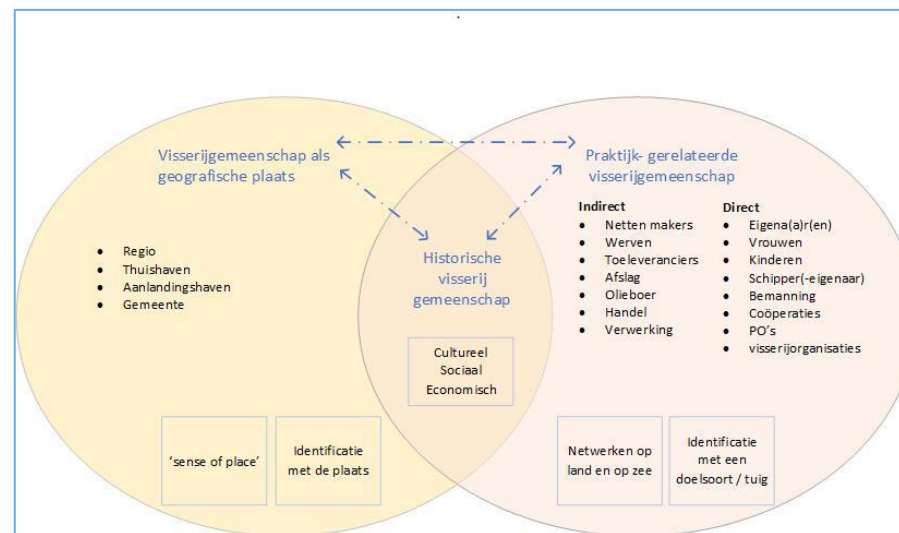 Visserijgemeenschap als
geografische plaats
Regio
Thuishaven
Aanlandingshaven
Gemeente
'sense of place'
Identificatie
met de plaats
Historische
visserij
gemeenschap
Cultureel
Sociaal
Economisch
Praktijk- gerelateerde
visserijgemeenschap
Indirect
Netten makers
Werven
Toeleveranciers
Afslag
Olieboer
Handel
Verwerking
Direct
Eigena(a)r(en)
Vrouwen
Kinderen
Schipper(-eigenaar)
Bemanning
Coöperaties
PO's
visserijorganisaties
Netwerken op
land en op zee
Identificatie
met een
doelsoort / tuig